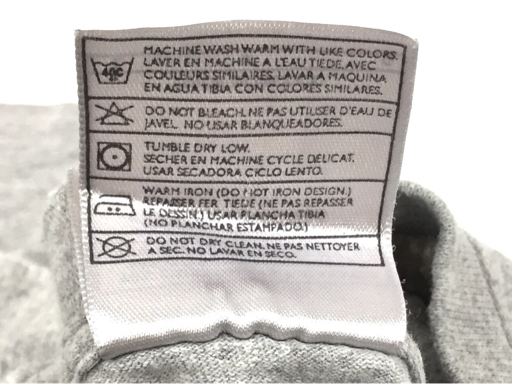 MACHINE WASH WARM WITH LIKE COLORS.
LAVER EN MACHINE A L'EAU TIEDE, AVEC
COULEURS SIMILAIRES. LAVAR A MAQUINA
EN AGUA TIBIA CON COLORES SIMILARES.
40C
DO NOT BLEACH. NE PAS UTILISER D'EAU DE
JAVEL. NO USAR BLANQUEADORES.
TUMBLE DRY LOW.
SECHER EN MACHINE CYCLE DELICAT.
USAR SECADORA CICLO LENTO.
WARM IRON (DO NOT IRON DESIGN.)
REPASSER FER TIEDE (NE PAS REPASSER
LE DESSIN.) USAR PLANCHA TIBIA
(NO PLANCHAR ESTAMPADO.)
DO NOT DRY CLEAN. NE PAS NETTOYER
A SEC. NO LAVAR EN SECO.